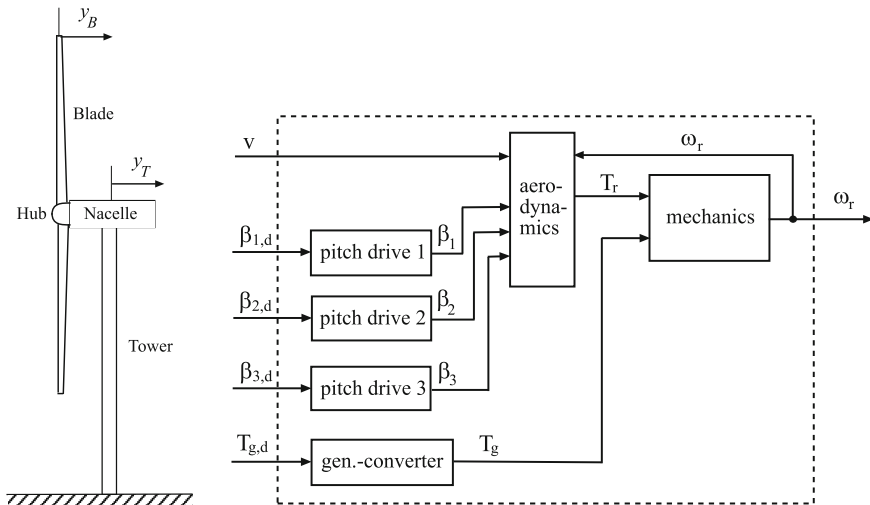 y_B
Blade
y_T
Hub
Nacelle
Tower
v
ω_r
aero-
dyna-
mics
T_r
mechanics
ω_r
β_1,d
pitch drive 1
β_1
β_2,d
pitch drive 2
β_2
β_3,d
pitch drive 3
β_3
T_g,d
gen.-converter
T_g